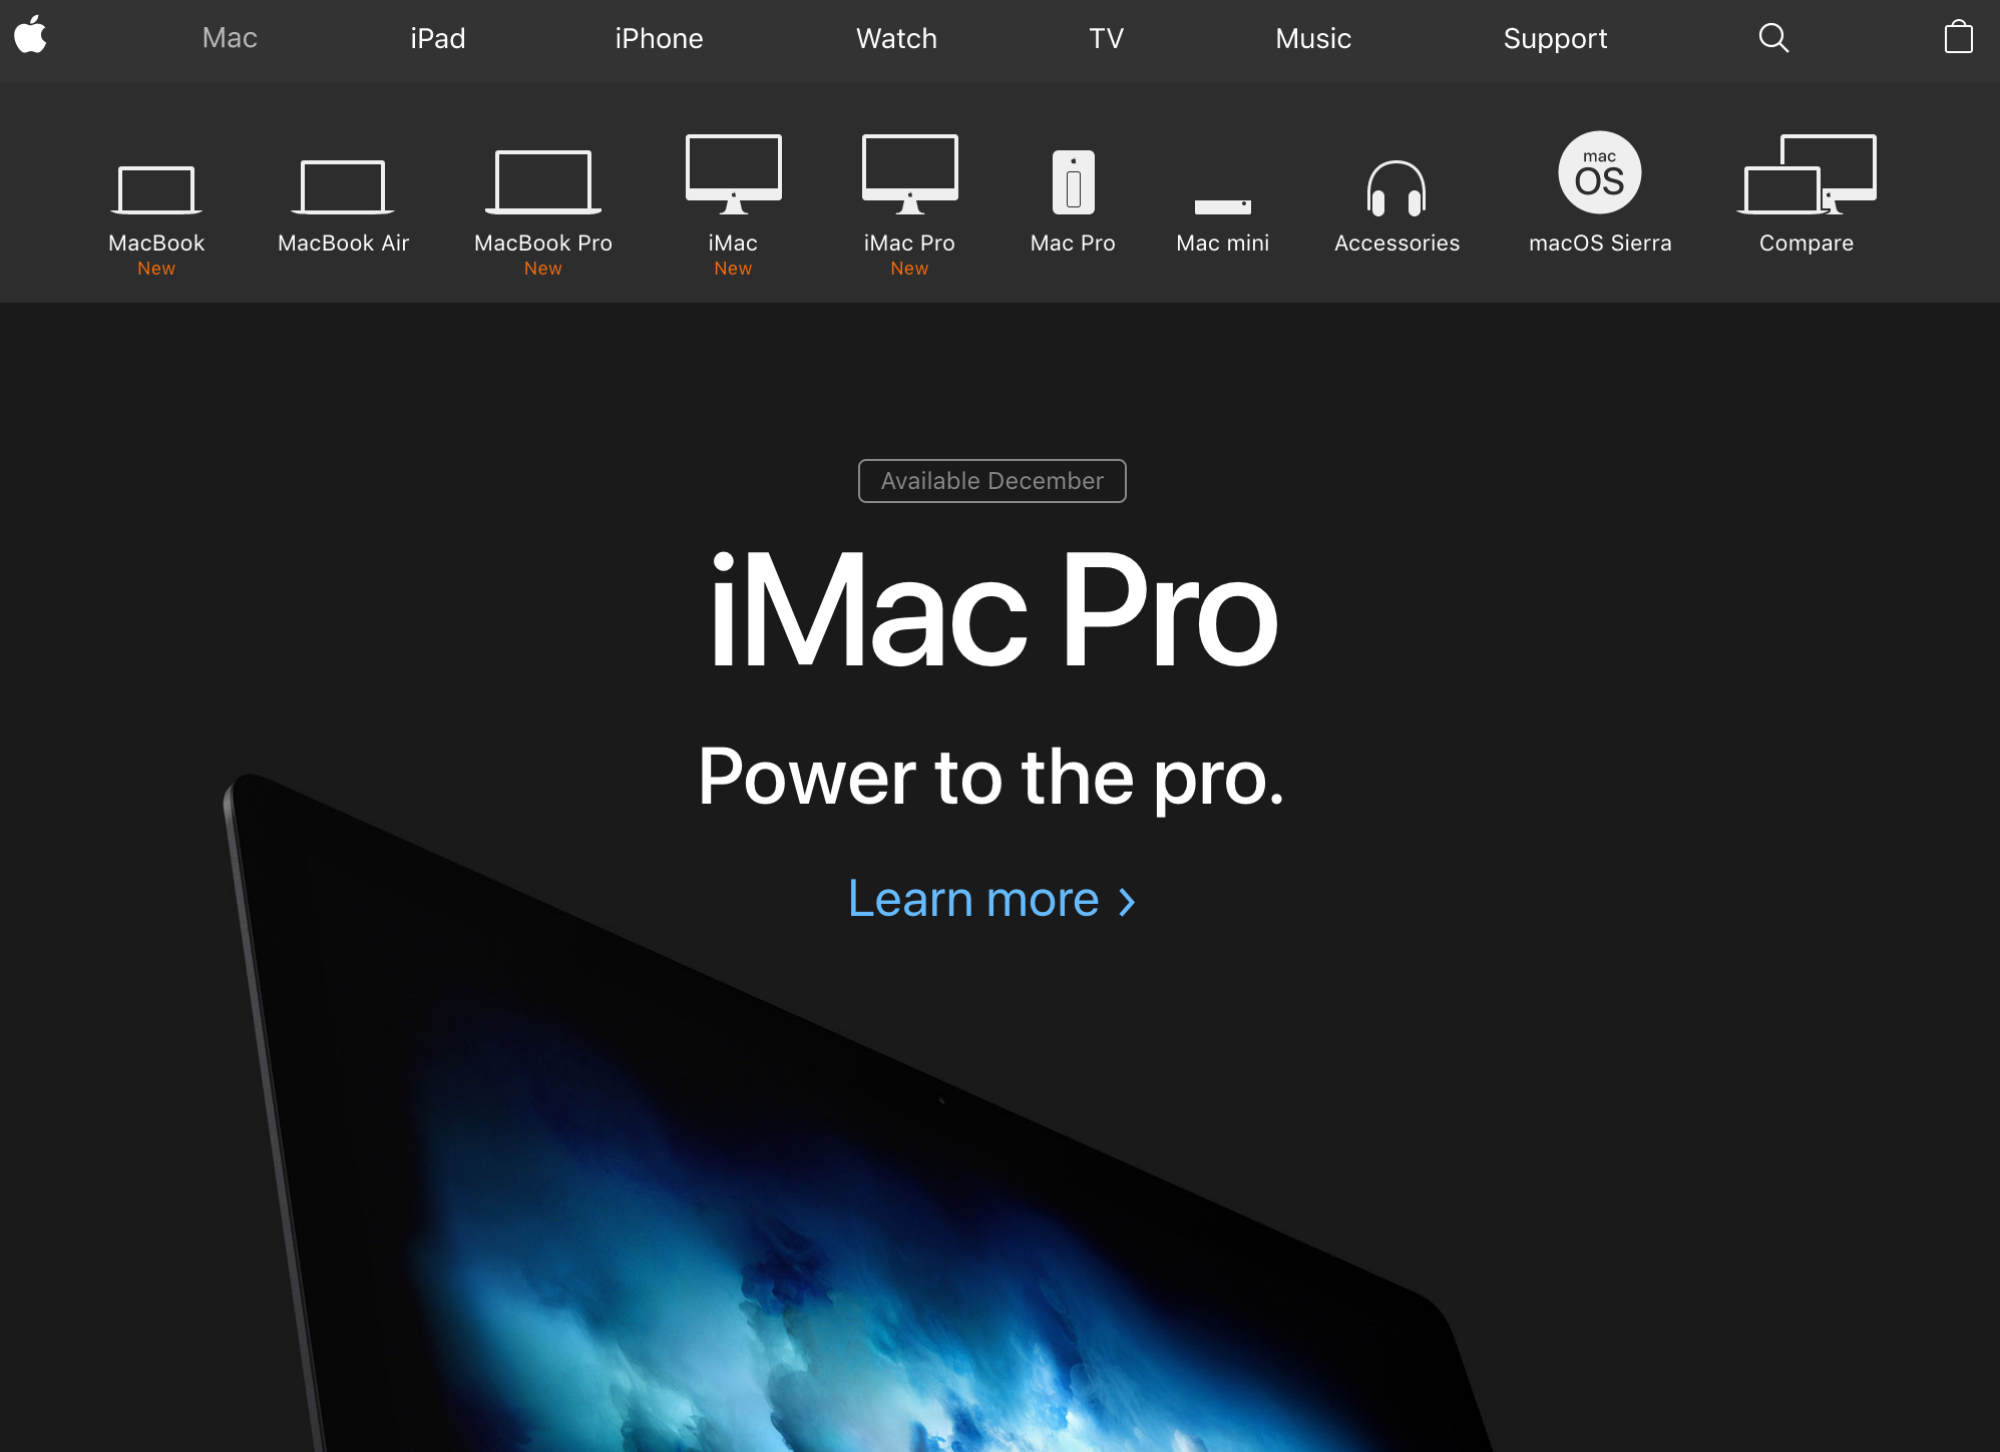 Mac
iPad
iPhone
Watch
TV
Music
Support
mac
OS
MacBook
New
MacBook Air
MacBook Pro
New
iMac
New
iMac Pro
New
Mac Pro
Mac mini
Accessories
macOS Sierra
Compare
Available December
iMac Pro
Power to the pro.
Learn more >